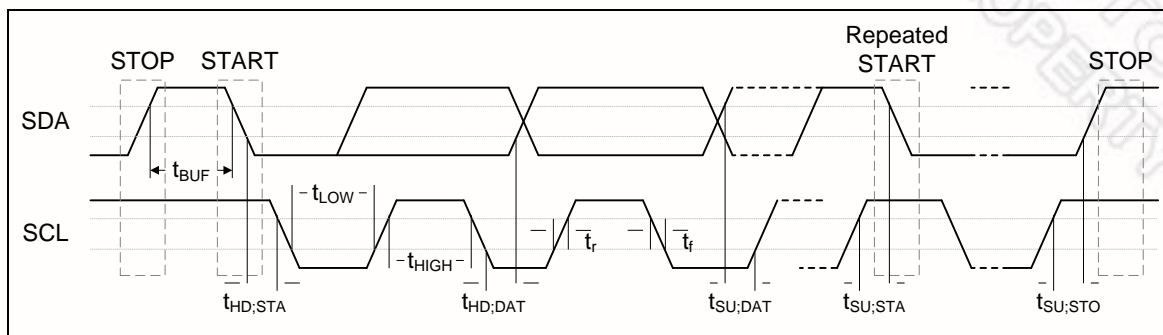 STOP START Repeated START STOP
SDA
tBUF
tLOW
SCL
tHIGH
tr
tf
tHD;STA
tHD;DAT
tSU;DAT
tSU;STA
tSU;STO
PROPERTY